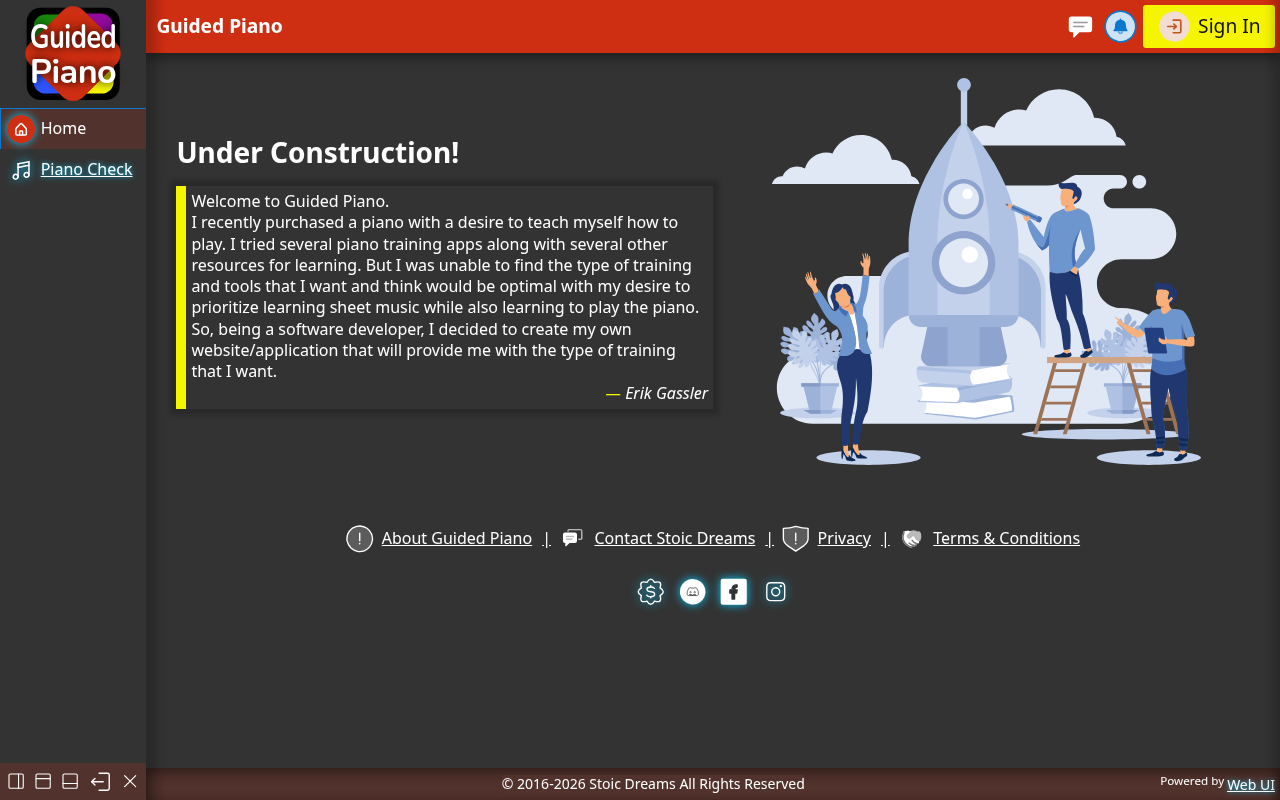 Guided
Piano
Guided Piano
Sign In
Home
Piano Check
Under Construction!
Welcome to Guided Piano.
I recently purchased a piano with a desire to teach myself how to
play. I tried several piano training apps along with several other
resources for learning. But I was unable to find the type of training
and tools that I want and think would be optimal with my desire to
prioritize learning sheet music while also learning to play the piano.
So, being a software developer, I decided to create my own
website/application that will provide me with the type of training
that I want.
— Erik Gassler
About Guided Piano | Contact Stoic Dreams | Privacy | Terms & Conditions
© 2016-2026 Stoic Dreams All Rights Reserved
Powered by Web UI